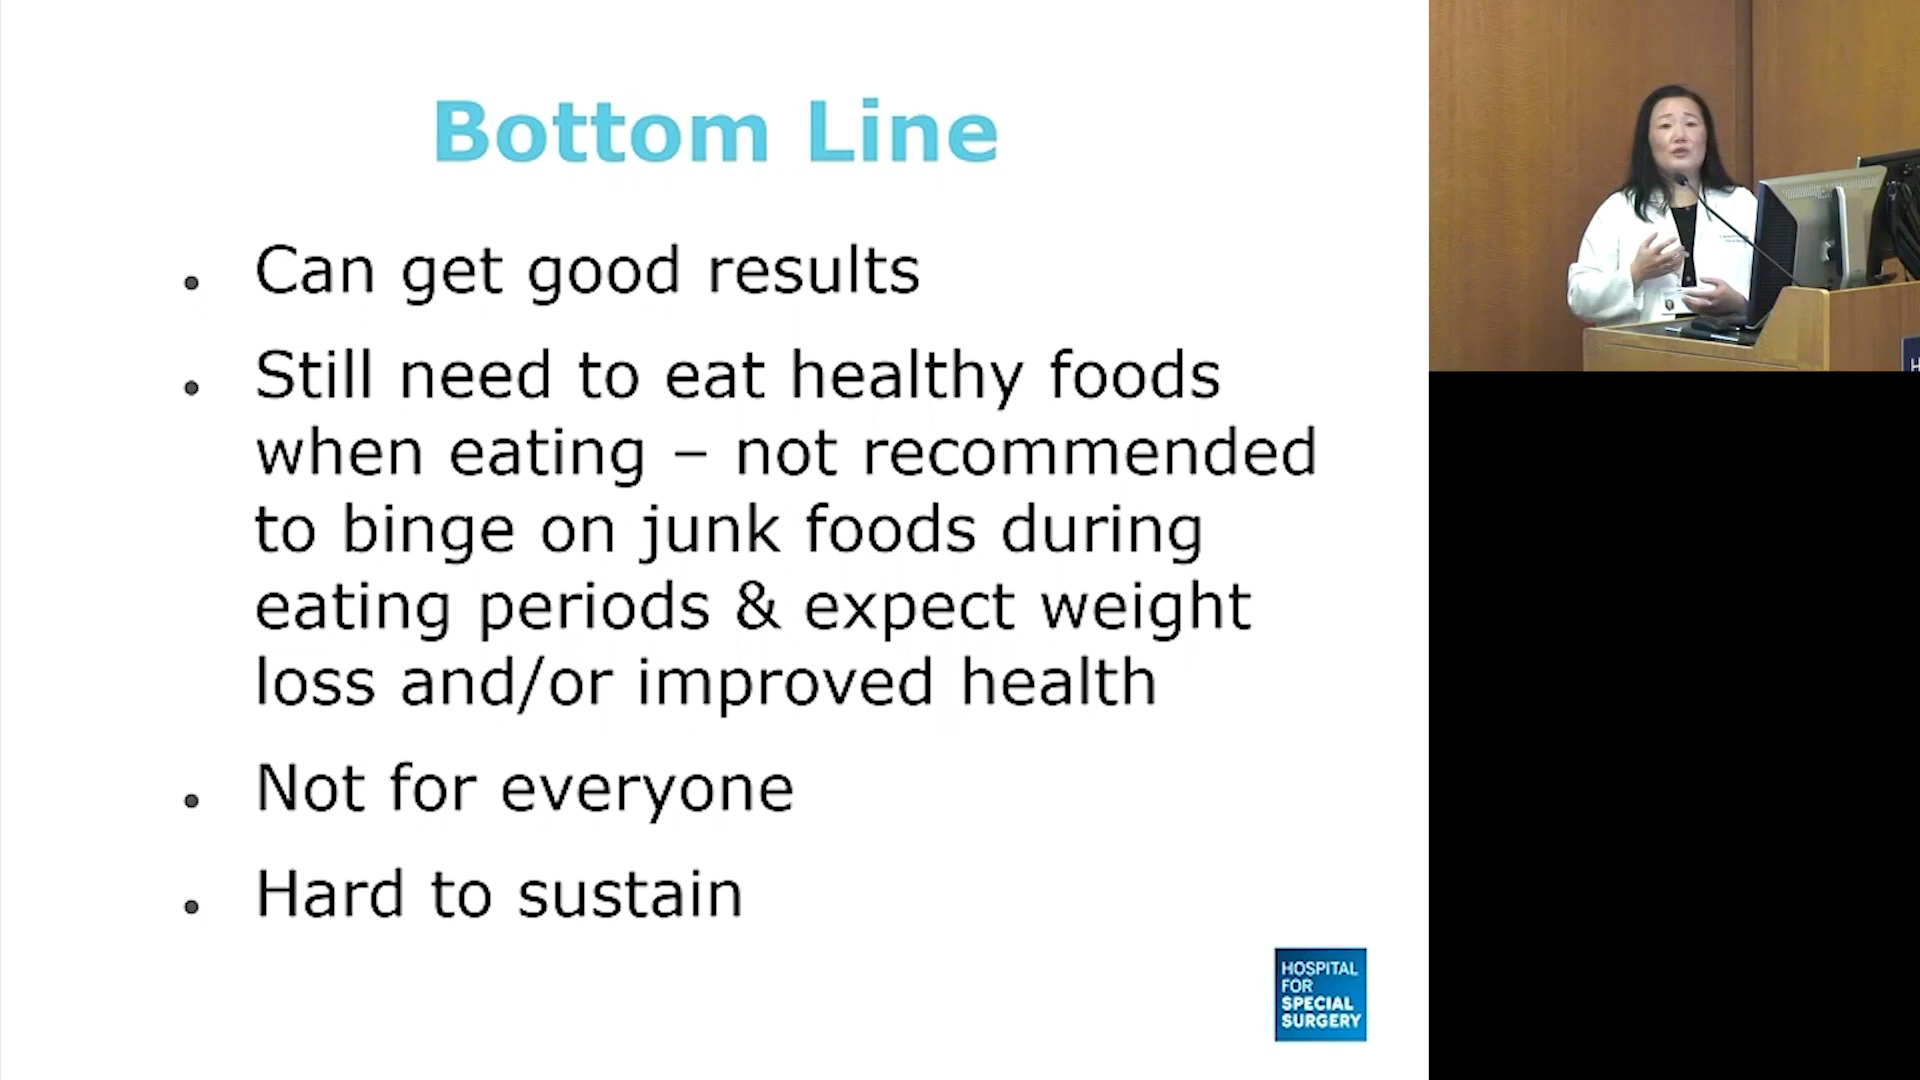 Bottom Line
• Can get good results
• Still need to eat healthy foods
when eating – not recommended
to binge on junk foods during
eating periods & expect weight
loss and/or improved health
• Not for everyone
• Hard to sustain
HOSPITAL
FOR
SPECIAL
SURGERY
H